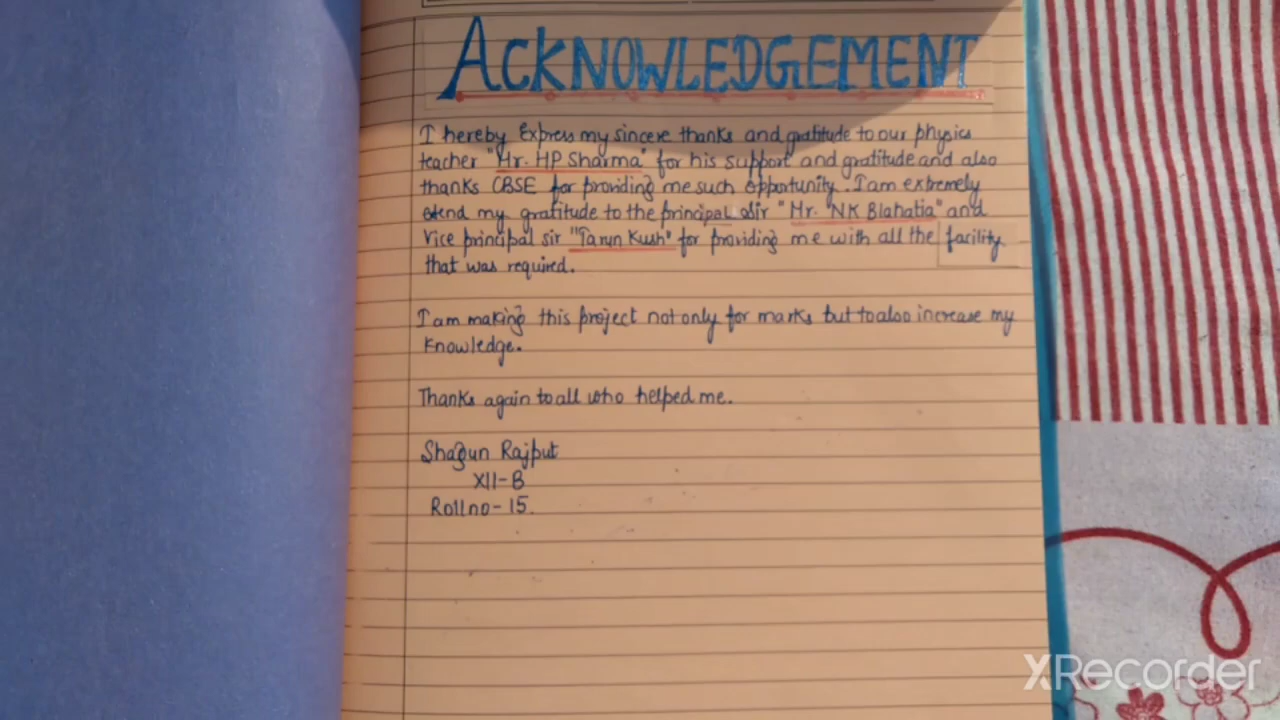 ACKNOWLEDGEMENT
I hereby Express my sincere thanks and gratitude to our physics
teacher "Mr. HP Sharma" for his support and gratitude and also
thanks CBSE for providing me such opportunity. I am extremely
extend my gratitude to the principal sir "Mr. "NK Blahatia" and
Vice principal sir "Tarun Kush" for providing me with all the facility
that was required.
I am making this project not only for marks but to also increase my
Knowledge.
Thanks again to all who helped me.
Shagun Rajput
XII-B
Roll no-15.
XRecorder